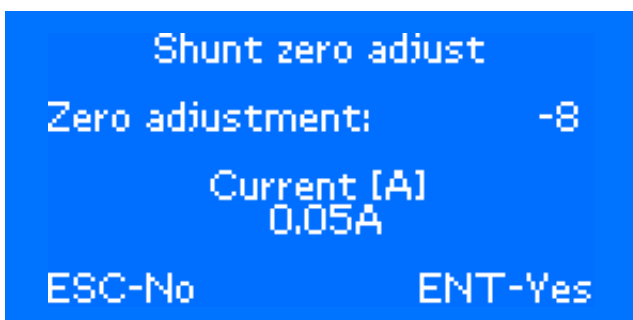 Shunt zero adjust
Zero adjustment: -8
Current [A]
0.05A
ESC-No ENT-Yes